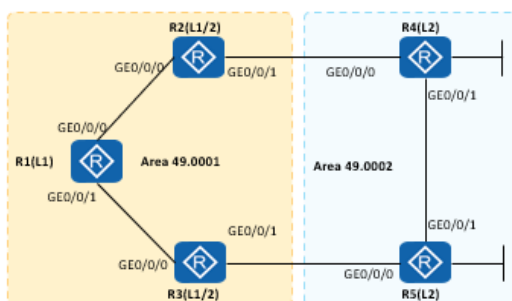 R2(L1/2)
R4(L2)
GE0/0/0
GE0/0/1
GE0/0/0
GE0/0/1
GE0/0/0
R
R
R1(L1)
R
Area 49.0001
Area 49.0002
GE0/0/1
GE0/0/1
GE0/0/1
GE0/0/0
R
GE0/0/0
R
R3(L1/2)
R5(L2)